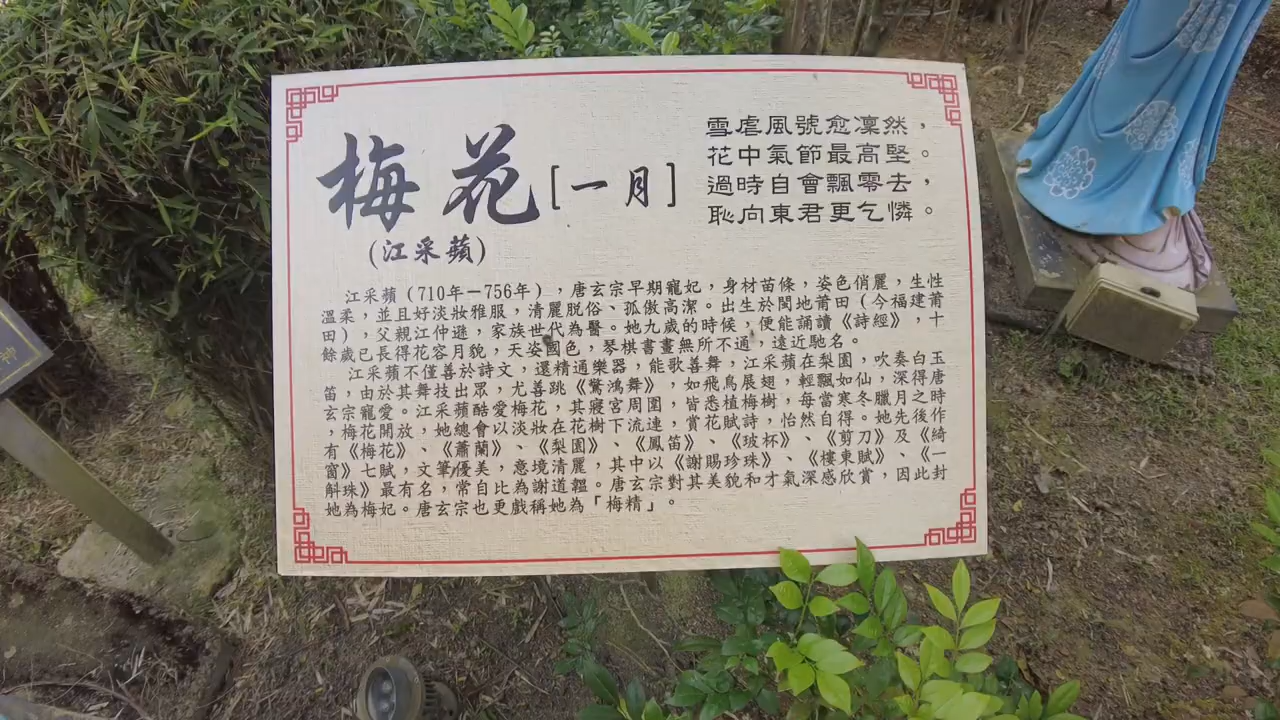 梅花[一月]
(江采蘋)
雪虐風號愈凜然，
花中氣節最高堅。
過時自會飄零去，
恥向東君更乞憐。
江采蘋（710年－756年），唐玄宗早期寵妃，身材苗條，姿色俏麗，生性
溫柔，並且好淡妝雅服，清麗脫俗、孤傲高潔。出生於閩地莆田（今福建莆
田），父親江仲遜，家族世代為醫。她九歲的時候，便能誦讀《詩經》，十
餘歲已長得花容月貌，天姿國色，琴棋書畫無所不通，遠近馳名。
江采蘋不僅善於詩文，還精通樂器，能歌善舞，江采蘋在梨園，吹奏白玉
笛，由於其舞技出眾，尤善跳《驚鴻舞》，如飛鳥展翅，輕飄如仙，深得唐
玄宗寵愛。江采蘋酷愛梅花，其寢宮周圍，皆悉植梅樹，每當寒冬臘月之時
，梅花開放，她總會以淡妝在花樹下流連，賞花賦詩，怡然自得。她先後作
有《梅花》、《蕭蘭》、《梨園》、《鳳笛》、《玻杯》、《剪刀》及《綺
窗》七賦，文筆優美，意境清麗，其中以《謝賜珍珠》、《樓東賦》、《一
斛珠》最有名，常自比為謝道韞。唐玄宗對其美貌和才氣深感欣賞，因此封
她為梅妃。唐玄宗也更戲稱她為「梅精」。